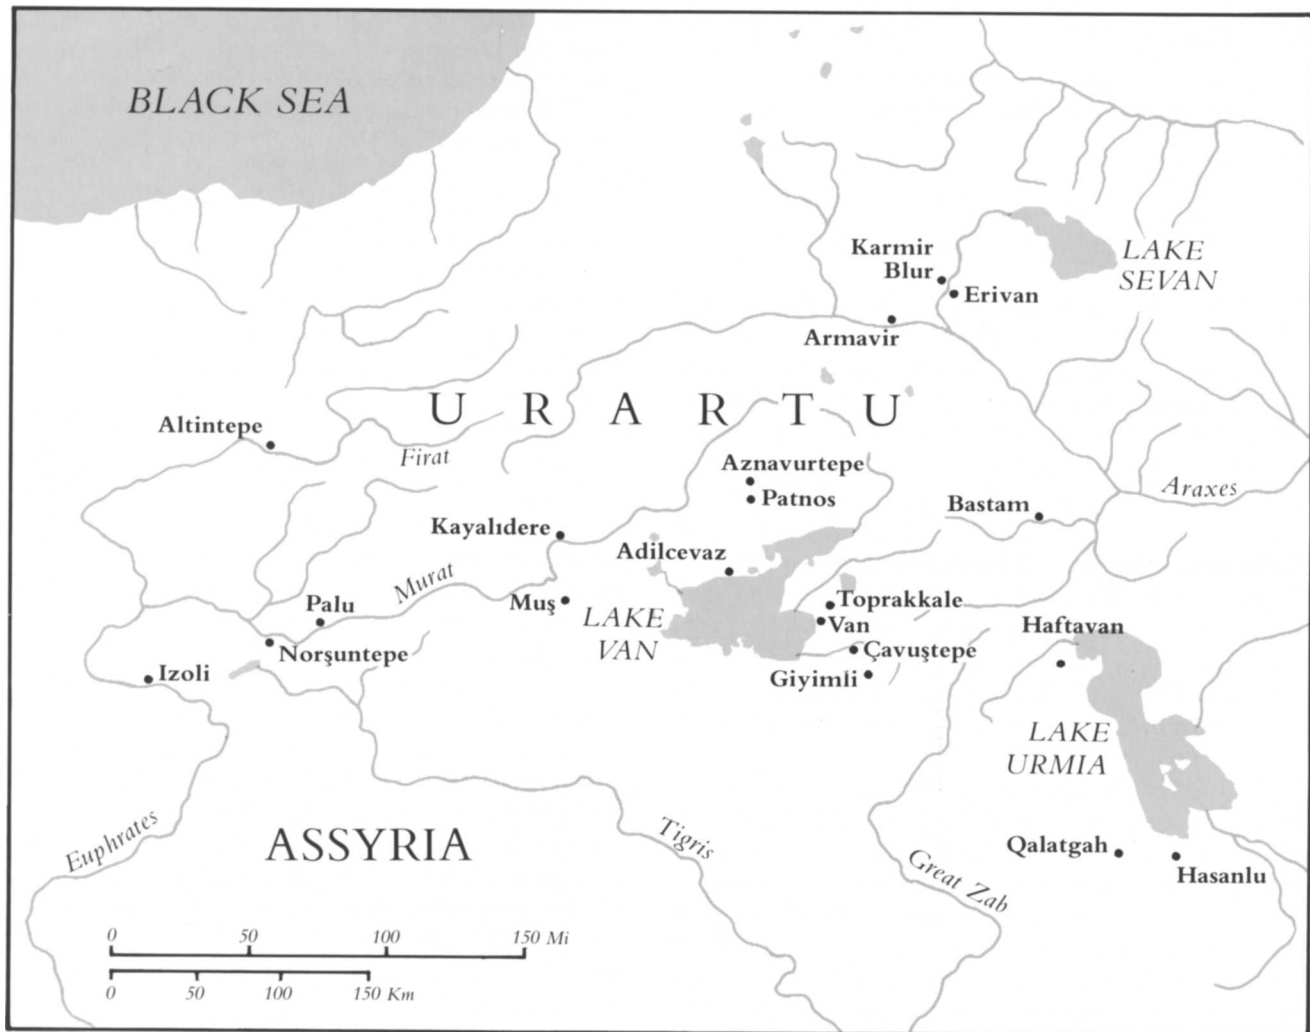 BLACK SEA
Karmir
Blur
LAKE
SEVAN
Erivan
Armavir
URARTU
Altintepe
Firat
Aznavurtepe
Patnos
Araxes
Bastam
Kayalıdere
Adilcevaz
Murat
Palu
Muş
LAKE
VAN
Toprakkale
Van
Haftavan
Norşuntepe
Çavuştepe
Izoli
Giyimli
LAKE
URMIA
Euphrates
ASSYRIA
Tigris
Great Zab
Qalatgah
Hasanlu
0 50 100 150 Mi
0 50 100 150 Km